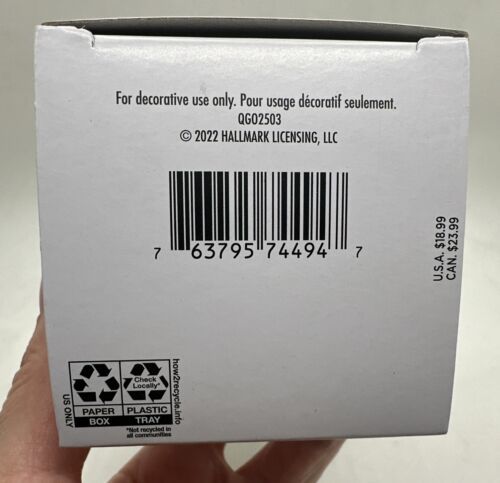 For decorative use only. Pour usage décoratif seulement.
QGO2503
© 2022 HALLMARK LICENSING, LLC
7 63795 74494 7
U.S.A. $18.99
CAN. $23.99
US ONLY
PAPER
BOX
Check
Locally*
PLASTIC
TRAY
how2recycle.info
*Not recycled in
all communities